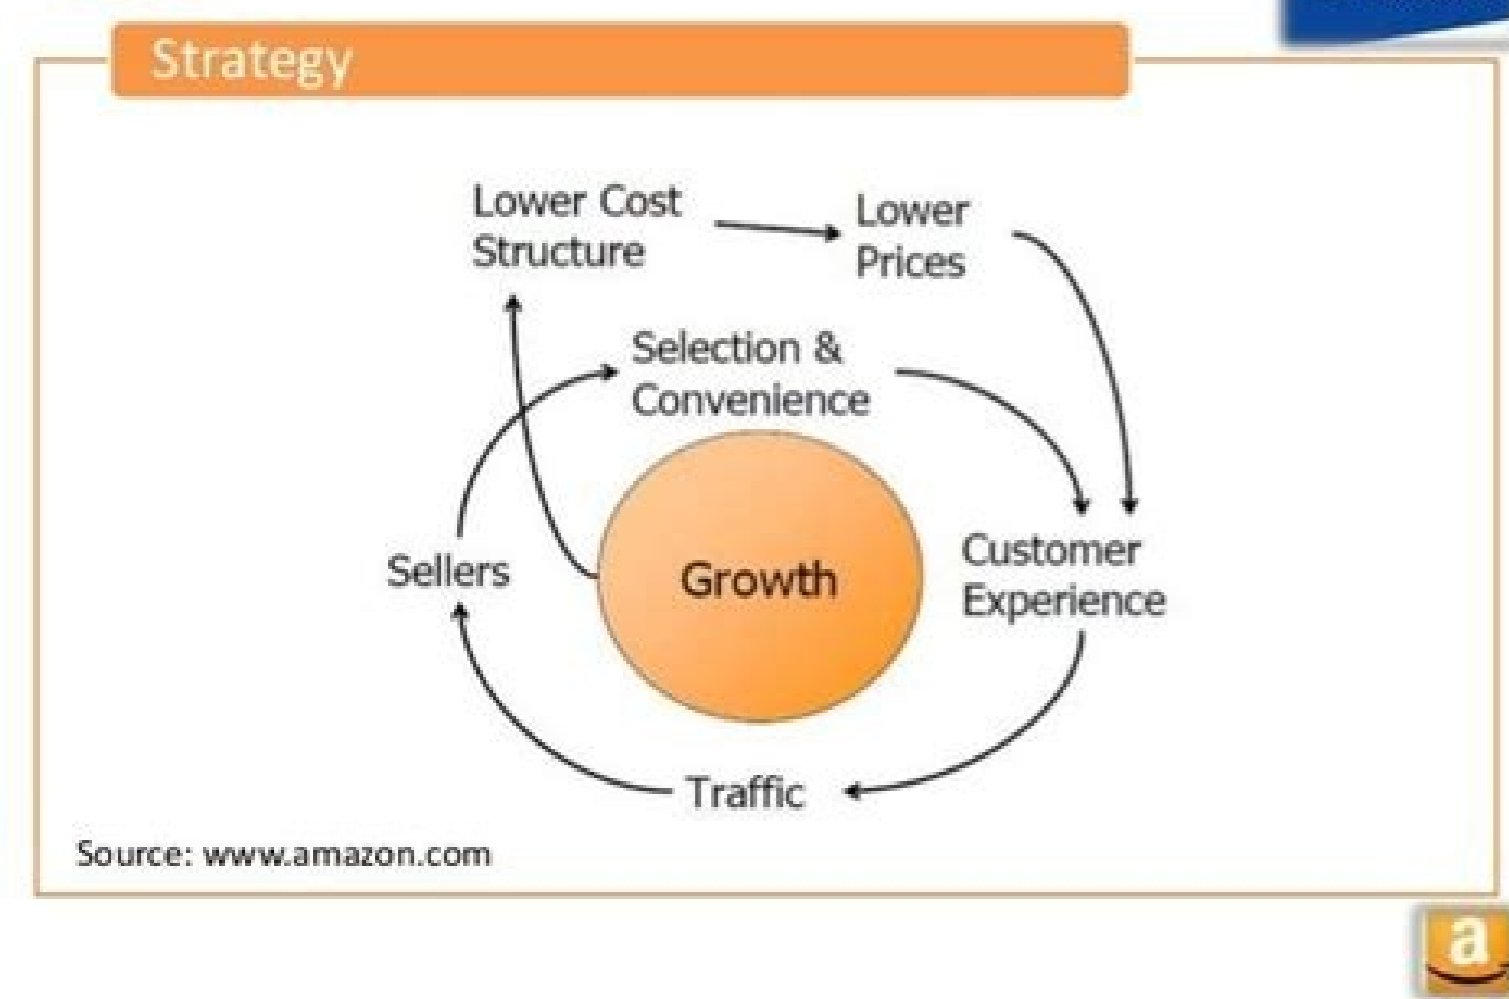 Strategy
Lower Cost
Structure
Lower
Prices
Selection &
Convenience
Sellers
Growth
Customer
Experience
Traffic
Source: www.amazon.com
a